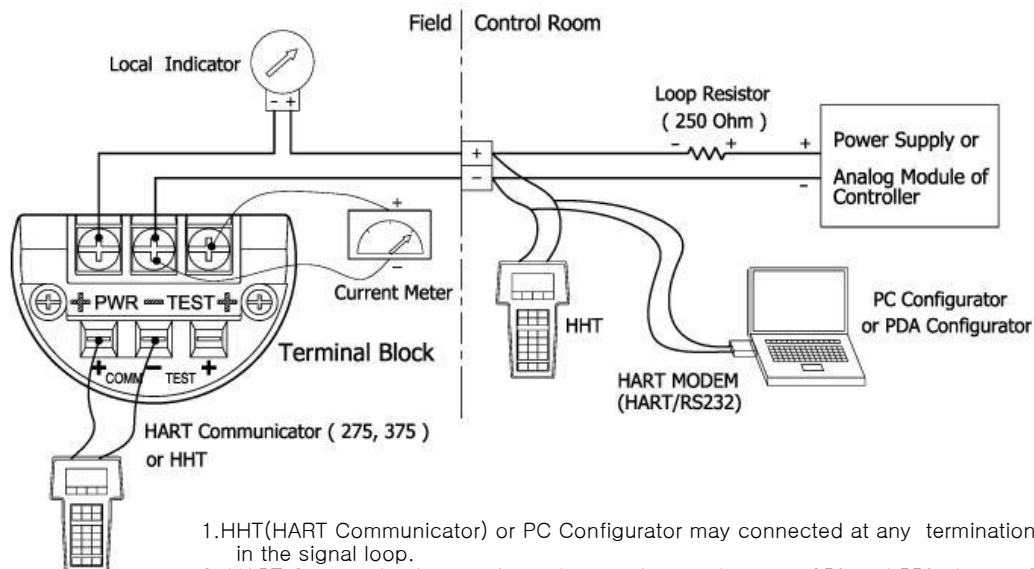 Field
Control Room
Local Indicator
- +
Loop Resistor
( 250 Ohm )
- +
+
-
Power Supply or
Analog Module of
Controller
+
−
+
−
Current Meter
+ PWR − TEST +
+ COMM − TEST +
Terminal Block
HHT
PC Configurator
or PDA Configurator
HART MODEM
(HART/RS232)
HART Communicator ( 275, 375 )
or HHT
1.HHT(HART Communicator) or PC Configurator may connected at any termination
in the signal loop.